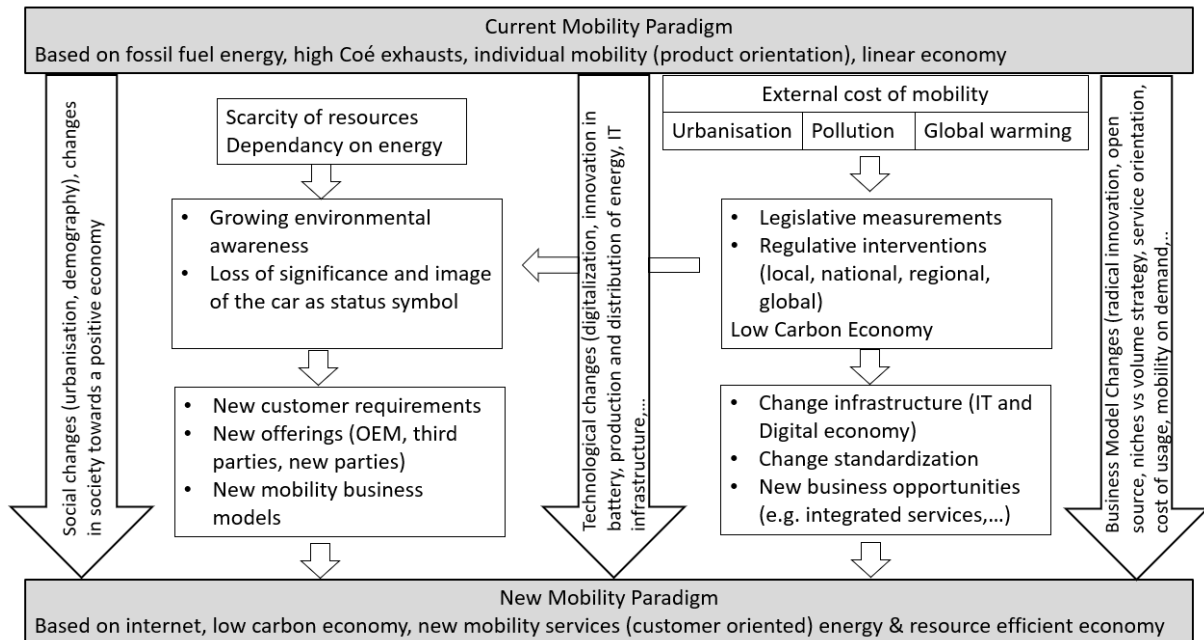 Current Mobility Paradigm
Based on fossil fuel energy, high Coé exhausts, individual mobility (product orientation), linear economy
Social changes (urbanisation, demography), changes
in society towards a positive economy
Scarcity of resources
Dependancy on energy
• Growing environmental
awareness
• Loss of significance and image
of the car as status symbol
• New customer requirements
• New offerings (OEM, third
parties, new parties)
• New mobility business
models
Technological changes (digitalization, innovation in
battery, production and distribution of energy, IT
infrastructure,...
External cost of mobility
Urbanisation
Pollution
Global warming
• Legislative measurements
• Regulative interventions
(local, national, regional,
global)
Low Carbon Economy
• Change infrastructure (IT and
Digital economy)
• Change standardization
• New business opportunities
(e.g. integrated services,...)
Business Model Changes (radical innovation, open
source, niches vs volume strategy, service orientation,
cost of usage, mobility on demand,..
New Mobility Paradigm
Based on internet, low carbon economy, new mobility services (customer oriented) energy & resource efficient economy